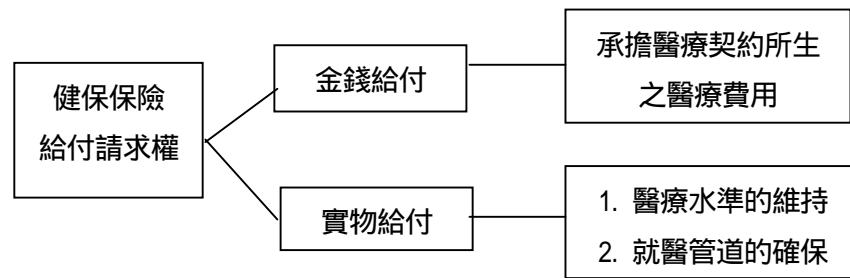 健保保險
給付請求權
金錢給付
承擔醫療契約所生
之醫療費用
實物給付
1. 醫療水準的維持
2. 就醫管道的確保